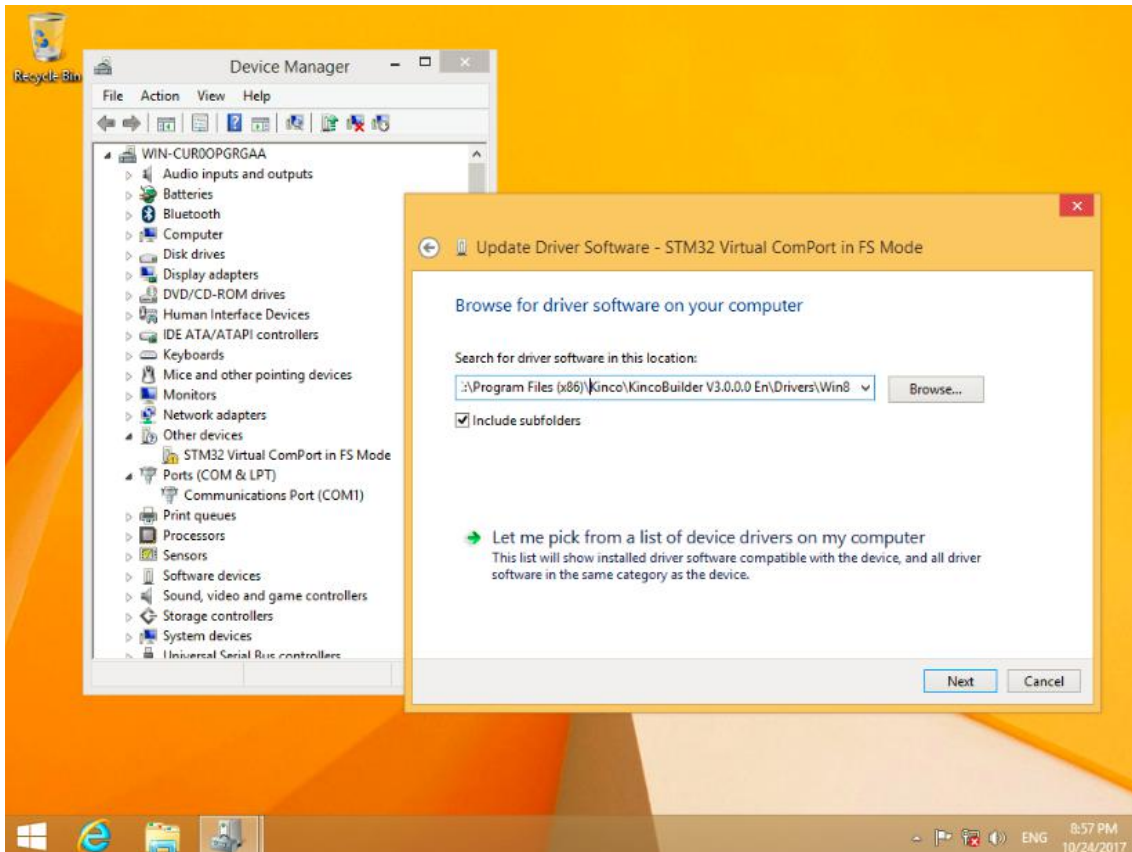 Recycle Bin
Device Manager
File Action View Help
WIN-CUR0OPGRGAA
Audio inputs and outputs
Batteries
Bluetooth
Computer
Disk drives
Display adapters
DVD/CD-ROM drives
Human Interface Devices
IDE ATA/ATAPI controllers
Keyboards
Mice and other pointing devices
Monitors
Network adapters
Other devices
STM32 Virtual ComPort in FS Mode
Ports (COM & LPT)
Communications Port (COM1)
Print queues
Processors
Sensors
Software devices
Sound, video and game controllers
Storage controllers
System devices
Universal Serial Bus controllers
Update Driver Software - STM32 Virtual ComPort in FS Mode
Browse for driver software on your computer
Search for driver software in this location:
:\Program Files (x86)\Kinco\KincoBuilder V3.0.0.0 En\Drivers\Win8
Browse...
Include subfolders
Let me pick from a list of device drivers on my computer
This list will show installed driver software compatible with the device, and all driver
software in the same category as the device.
Next Cancel
ENG
8:57 PM
10/24/2017